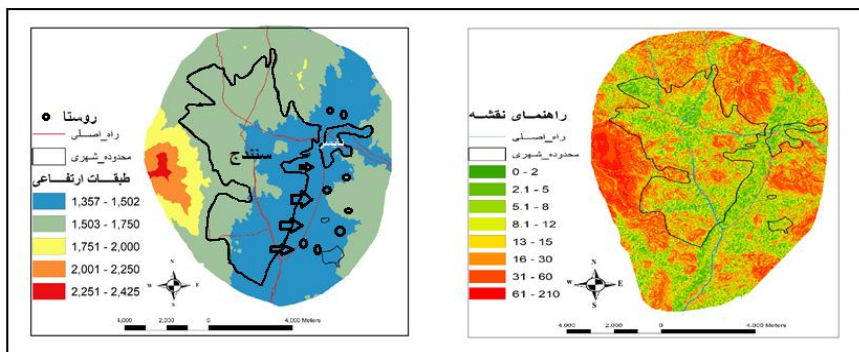 روستا
راه_اصلی
محدوده_شهری
طبقات ارتفاعی
1,357 - 1,502
1,503 - 1,750
1,751 - 2,000
2,001 - 2,250
2,251 - 2,425
سنندج
N
W E
S
4,000 2,000 0 4,000 Meters
راهنمای نقشه
راه_اصلی
محدوده_شهری
0 - 2
2.1 - 5
5.1 - 8
8.1 - 12
13 - 15
16 - 30
31 - 60
61 - 210
N
W E
S
4,000 2,000 0 4,000 Meters